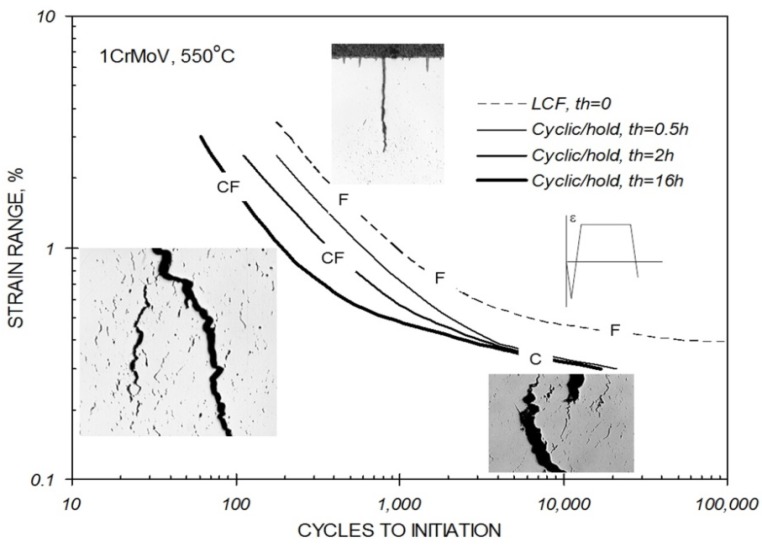 10
1CrMoV, 550°C
LCF, th=0
Cyclic/hold, th=0.5h
Cyclic/hold, th=2h
Cyclic/hold, th=16h
F
CF
ε
1
CF
F
F
C
0.1
10
100
1,000
10,000
100,000
STRAIN RANGE, %
CYCLES TO INITIATION